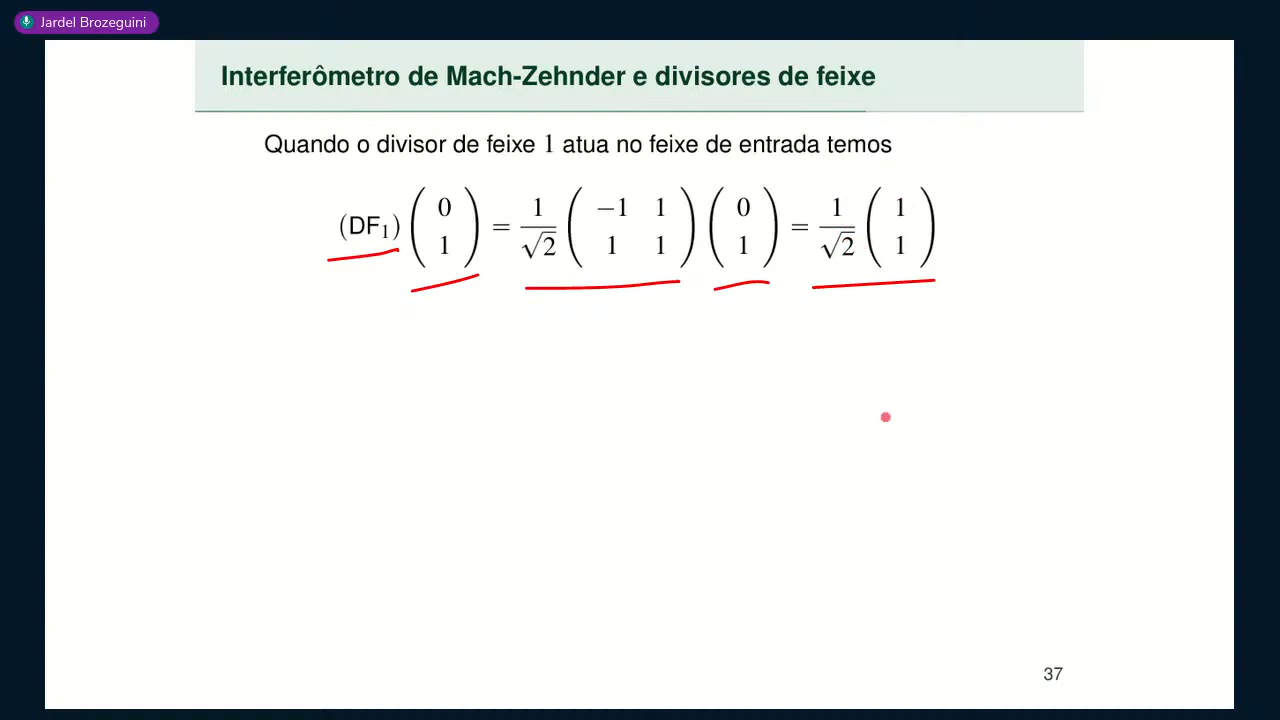 Jardel Brozeguini
Interferômetro de Mach-Zehnder e divisores de feixe
Quando o divisor de feixe 1 atua no feixe de entrada temos
(DF₁) ( 0 1 ) = 1/√2 ( −1 1 1 1 ) ( 0 1 ) = 1/√2 ( 1 1 )
37